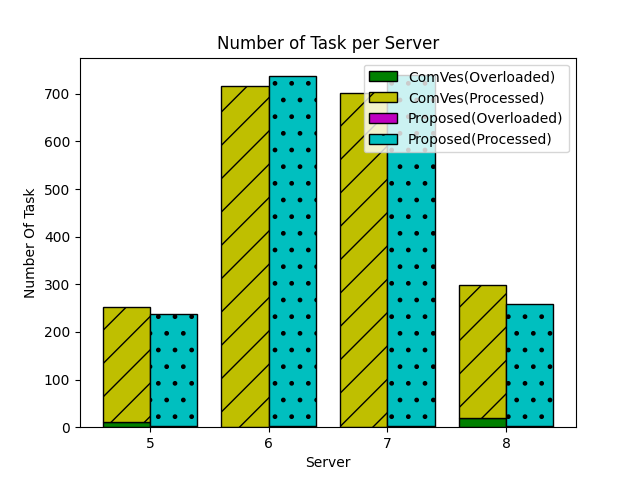 Number of Task per Server
ComVes(Overloaded)
ComVes(Processed)
Proposed(Overloaded)
Proposed(Processed)
Number Of Task
700
600
500
400
300
200
100
0
5 6 7 8
Server